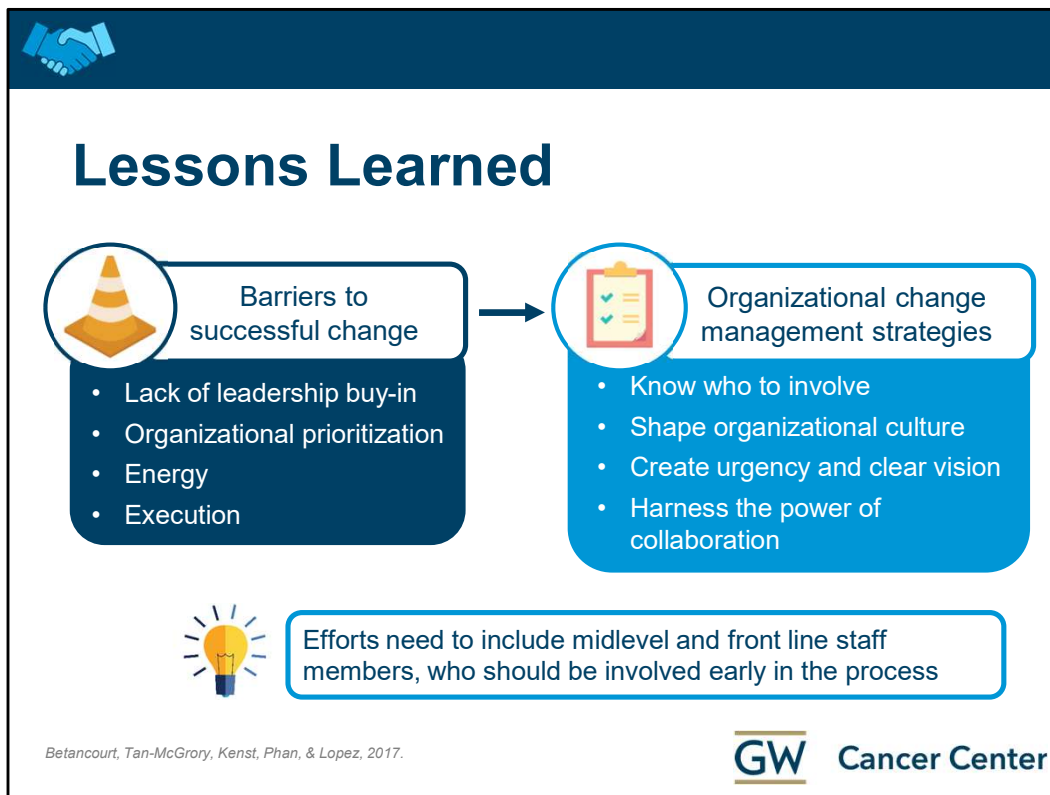 Lessons Learned
Barriers to
successful change
• Lack of leadership buy-in
• Organizational prioritization
• Energy
• Execution
Organizational change
management strategies
• Know who to involve
• Shape organizational culture
• Create urgency and clear vision
• Harness the power of
collaboration
Efforts need to include midlevel and front line staff
members, who should be involved early in the process
Betancourt, Tan-McGrory, Kenst, Phan, & Lopez, 2017.
GW Cancer Center